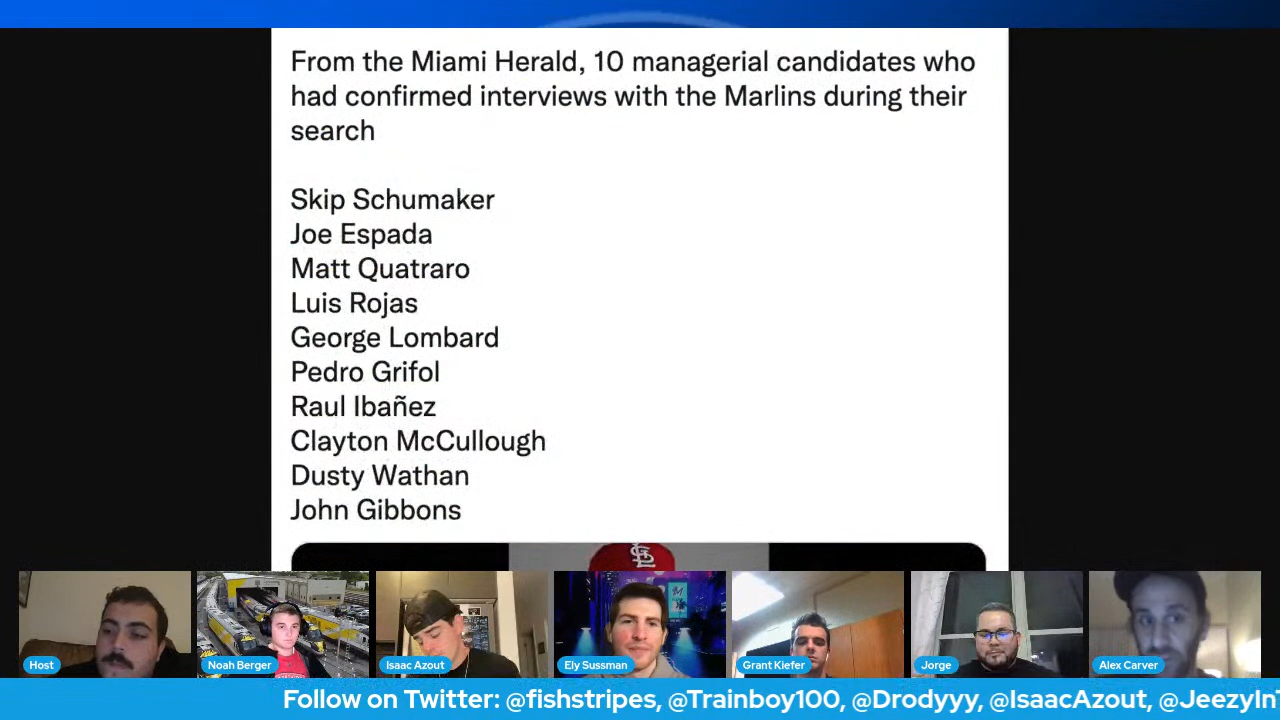 From the Miami Herald, 10 managerial candidates who
had confirmed interviews with the Marlins during their
search
Skip Schumaker
Joe Espada
Matt Quatraro
Luis Rojas
George Lombard
Pedro Grifol
Raul Ibañez
Clayton McCullough
Dusty Wathan
John Gibbons
Host
Noah Berger
Isaac Azout
Ely Sussman
Grant Kiefer
Jorge
Alex Carver
Follow on Twitter: @fishstripes, @Trainboy100, @Drodyyy, @IsaacAzout, @JeezyIn